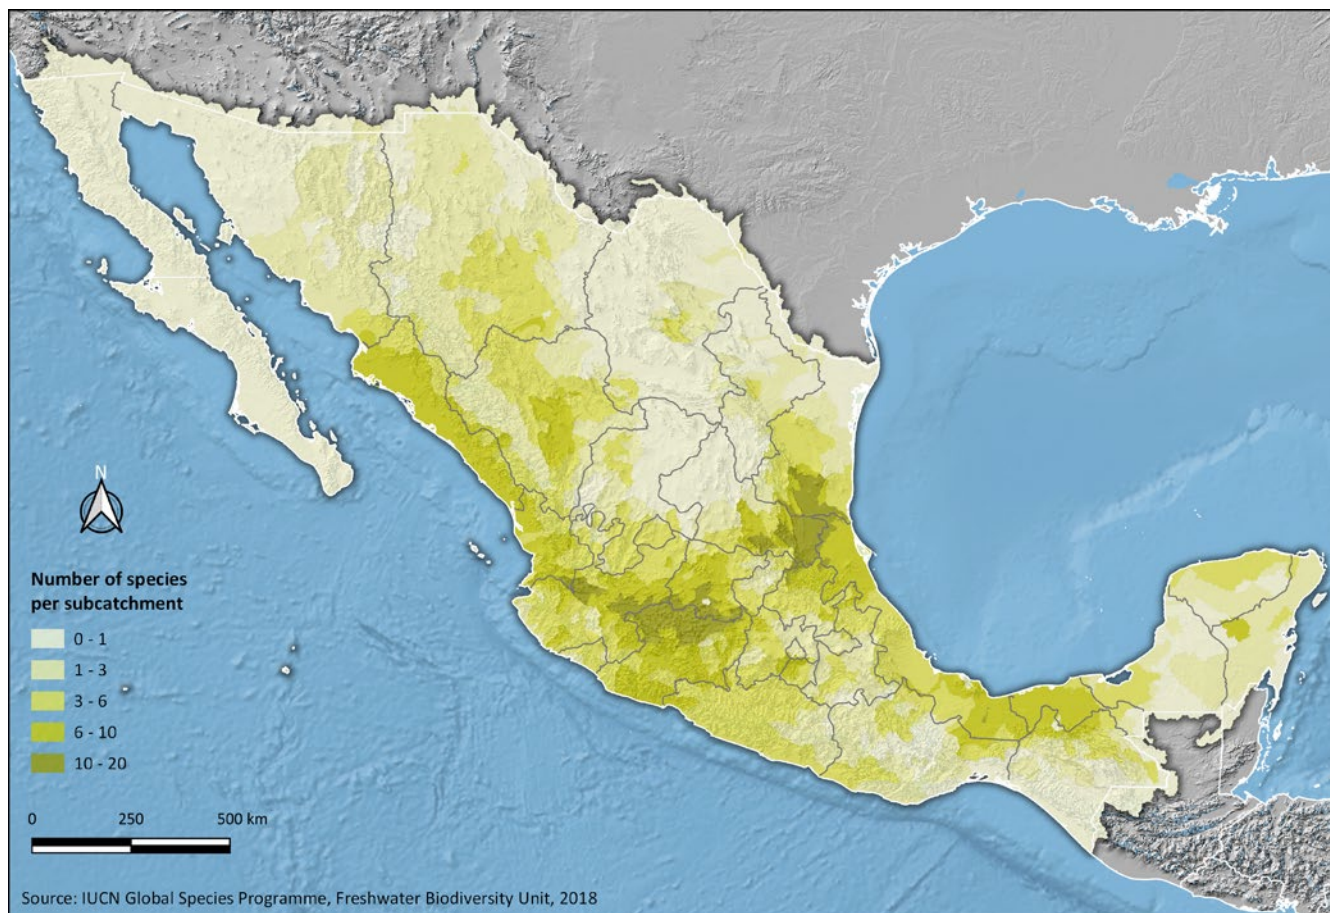 N
Number of species
per subcatchment
0 - 1
1 - 3
3 - 6
6 - 10
10 - 20
0 250 500 km
Source: IUCN Global Species Programme, Freshwater Biodiversity Unit, 2018